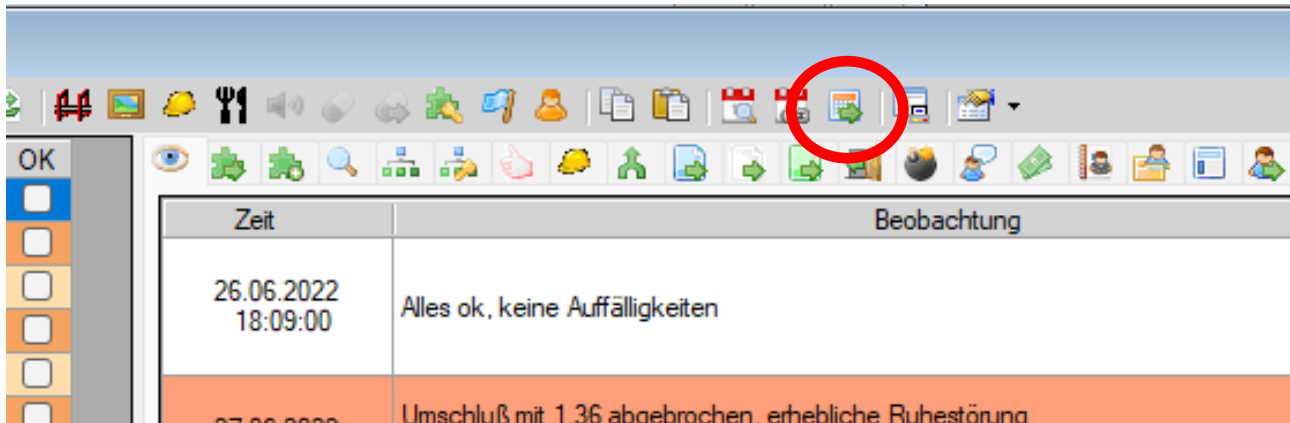 OK
Zeit
Beobachtung
26.06.2022
18:09:00
Alles ok, keine Auffälligkeiten
Umschluß mit 1.36 abgebrochen, erhebliche Ruhestörung